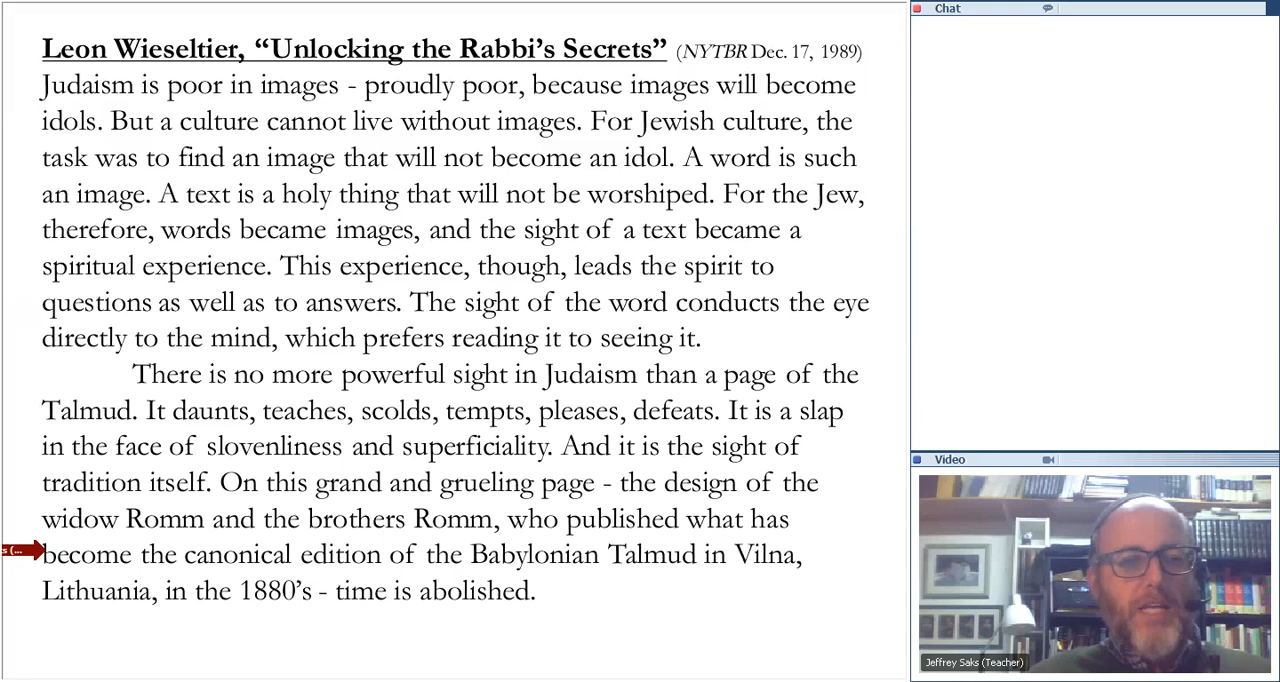 Leon Wieseltier, “Unlocking the Rabbi’s Secrets” (NYTBR Dec. 17, 1989)
Judaism is poor in images - proudly poor, because images will become
idols. But a culture cannot live without images. For Jewish culture, the
task was to find an image that will not become an idol. A word is such
an image. A text is a holy thing that will not be worshiped. For the Jew,
therefore, words became images, and the sight of a text became a
spiritual experience. This experience, though, leads the spirit to
questions as well as to answers. The sight of the word conducts the eye
directly to the mind, which prefers reading it to seeing it.
There is no more powerful sight in Judaism than a page of the
Talmud. It daunts, teaches, scolds, tempts, pleases, defeats. It is a slap
in the face of slovenliness and superficiality. And it is the sight of
tradition itself. On this grand and grueling page - the design of the
widow Romm and the brothers Romm, who published what has
s (...
become the canonical edition of the Babylonian Talmud in Vilna,
Lithuania, in the 1880’s - time is abolished.
Chat
Video
Jeffrey Saks (Teacher)